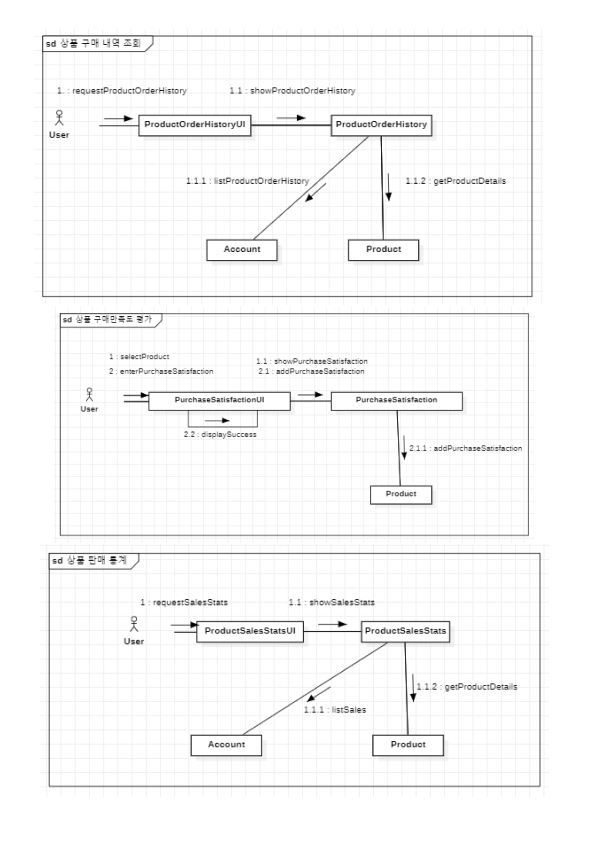 sd 상품 구매 내역 조회
1. : requestProductOrderHistory
1.1 : showProductOrderHistory
User
ProductOrderHistoryUI
ProductOrderHistory
1.1.1 : listProductOrderHistory
1.1.2 : getProductDetails
Account
Product
sd 상품 구매만족도 평가
1 : selectProduct
2 : enterPurchaseSatisfaction
1.1 : showPurchaseSatisfaction
2.1 : addPurchaseSatisfaction
User
PurchaseSatisfactionUI
PurchaseSatisfaction
2.2 : displaySuccess
2.1.1 : addPurchaseSatisfaction
Product
sd 상품 판매 통계
1 : requestSalesStats
1.1 : showSalesStats
User
ProductSalesStatsUI
ProductSalesStats
1.1.2 : getProductDetails
1.1.1 : listSales
Account
Product